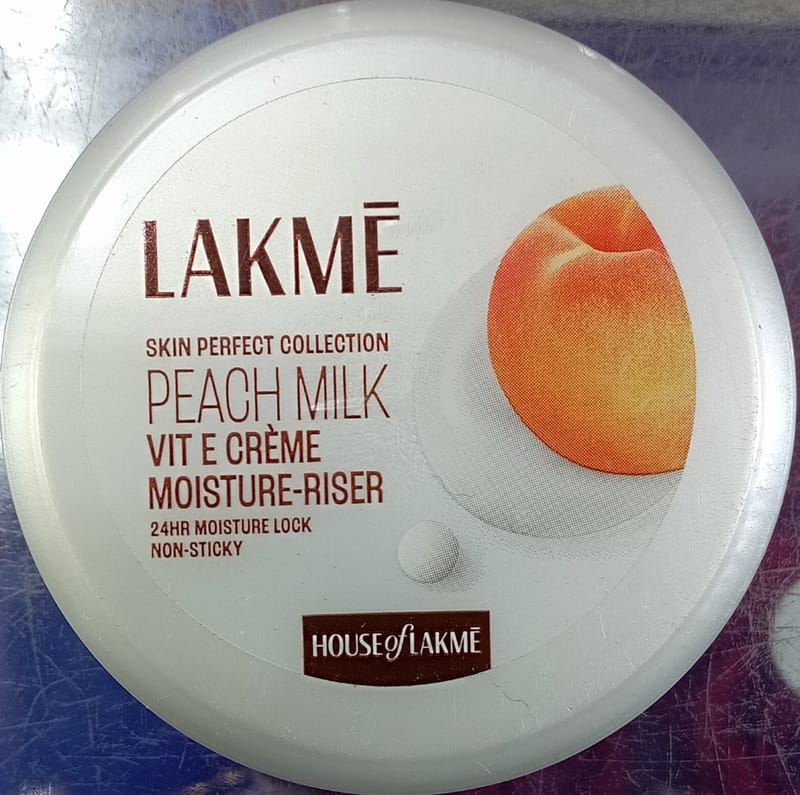 LAKMĒ
SKIN PERFECT COLLECTION
PEACH MILK
VIT E CRÈME
MOISTURE-RISER
24HR MOISTURE LOCK
NON-STICKY
HOUSE of LAKMĒ